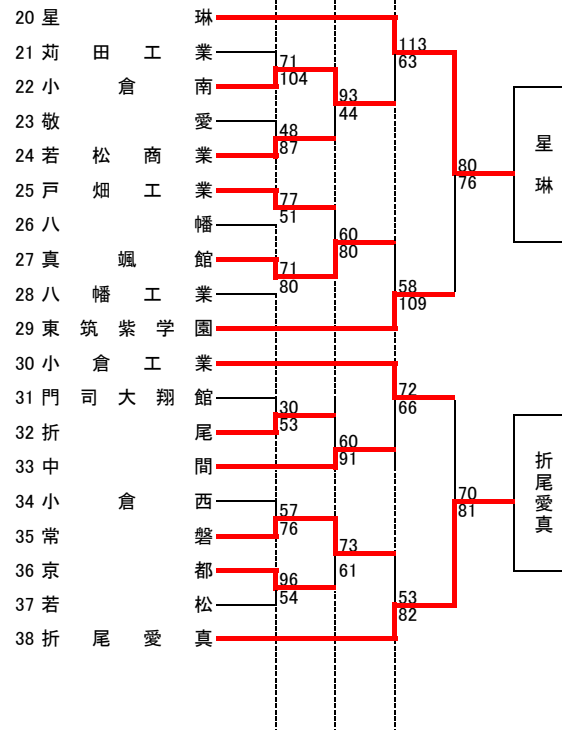 20 星琳
21 苅田工業
22 小倉南
23 敬愛
24 若松商業
25 戸畑工業
26 八幡
27 真颯館
28 八幡工業
29 東筑紫学園
30 小倉工業
31 門司大翔館
32 折尾
33 中間
34 小倉西
35 常磐
36 京都
37 若松
38 折尾愛真
71
104
48
87
77
51
71
80
30
53
57
76
96
54
93
44
60
80
60
91
73
61
113
63
58
109
72
66
53
82
80
76
70
81
星琳
折尾愛真